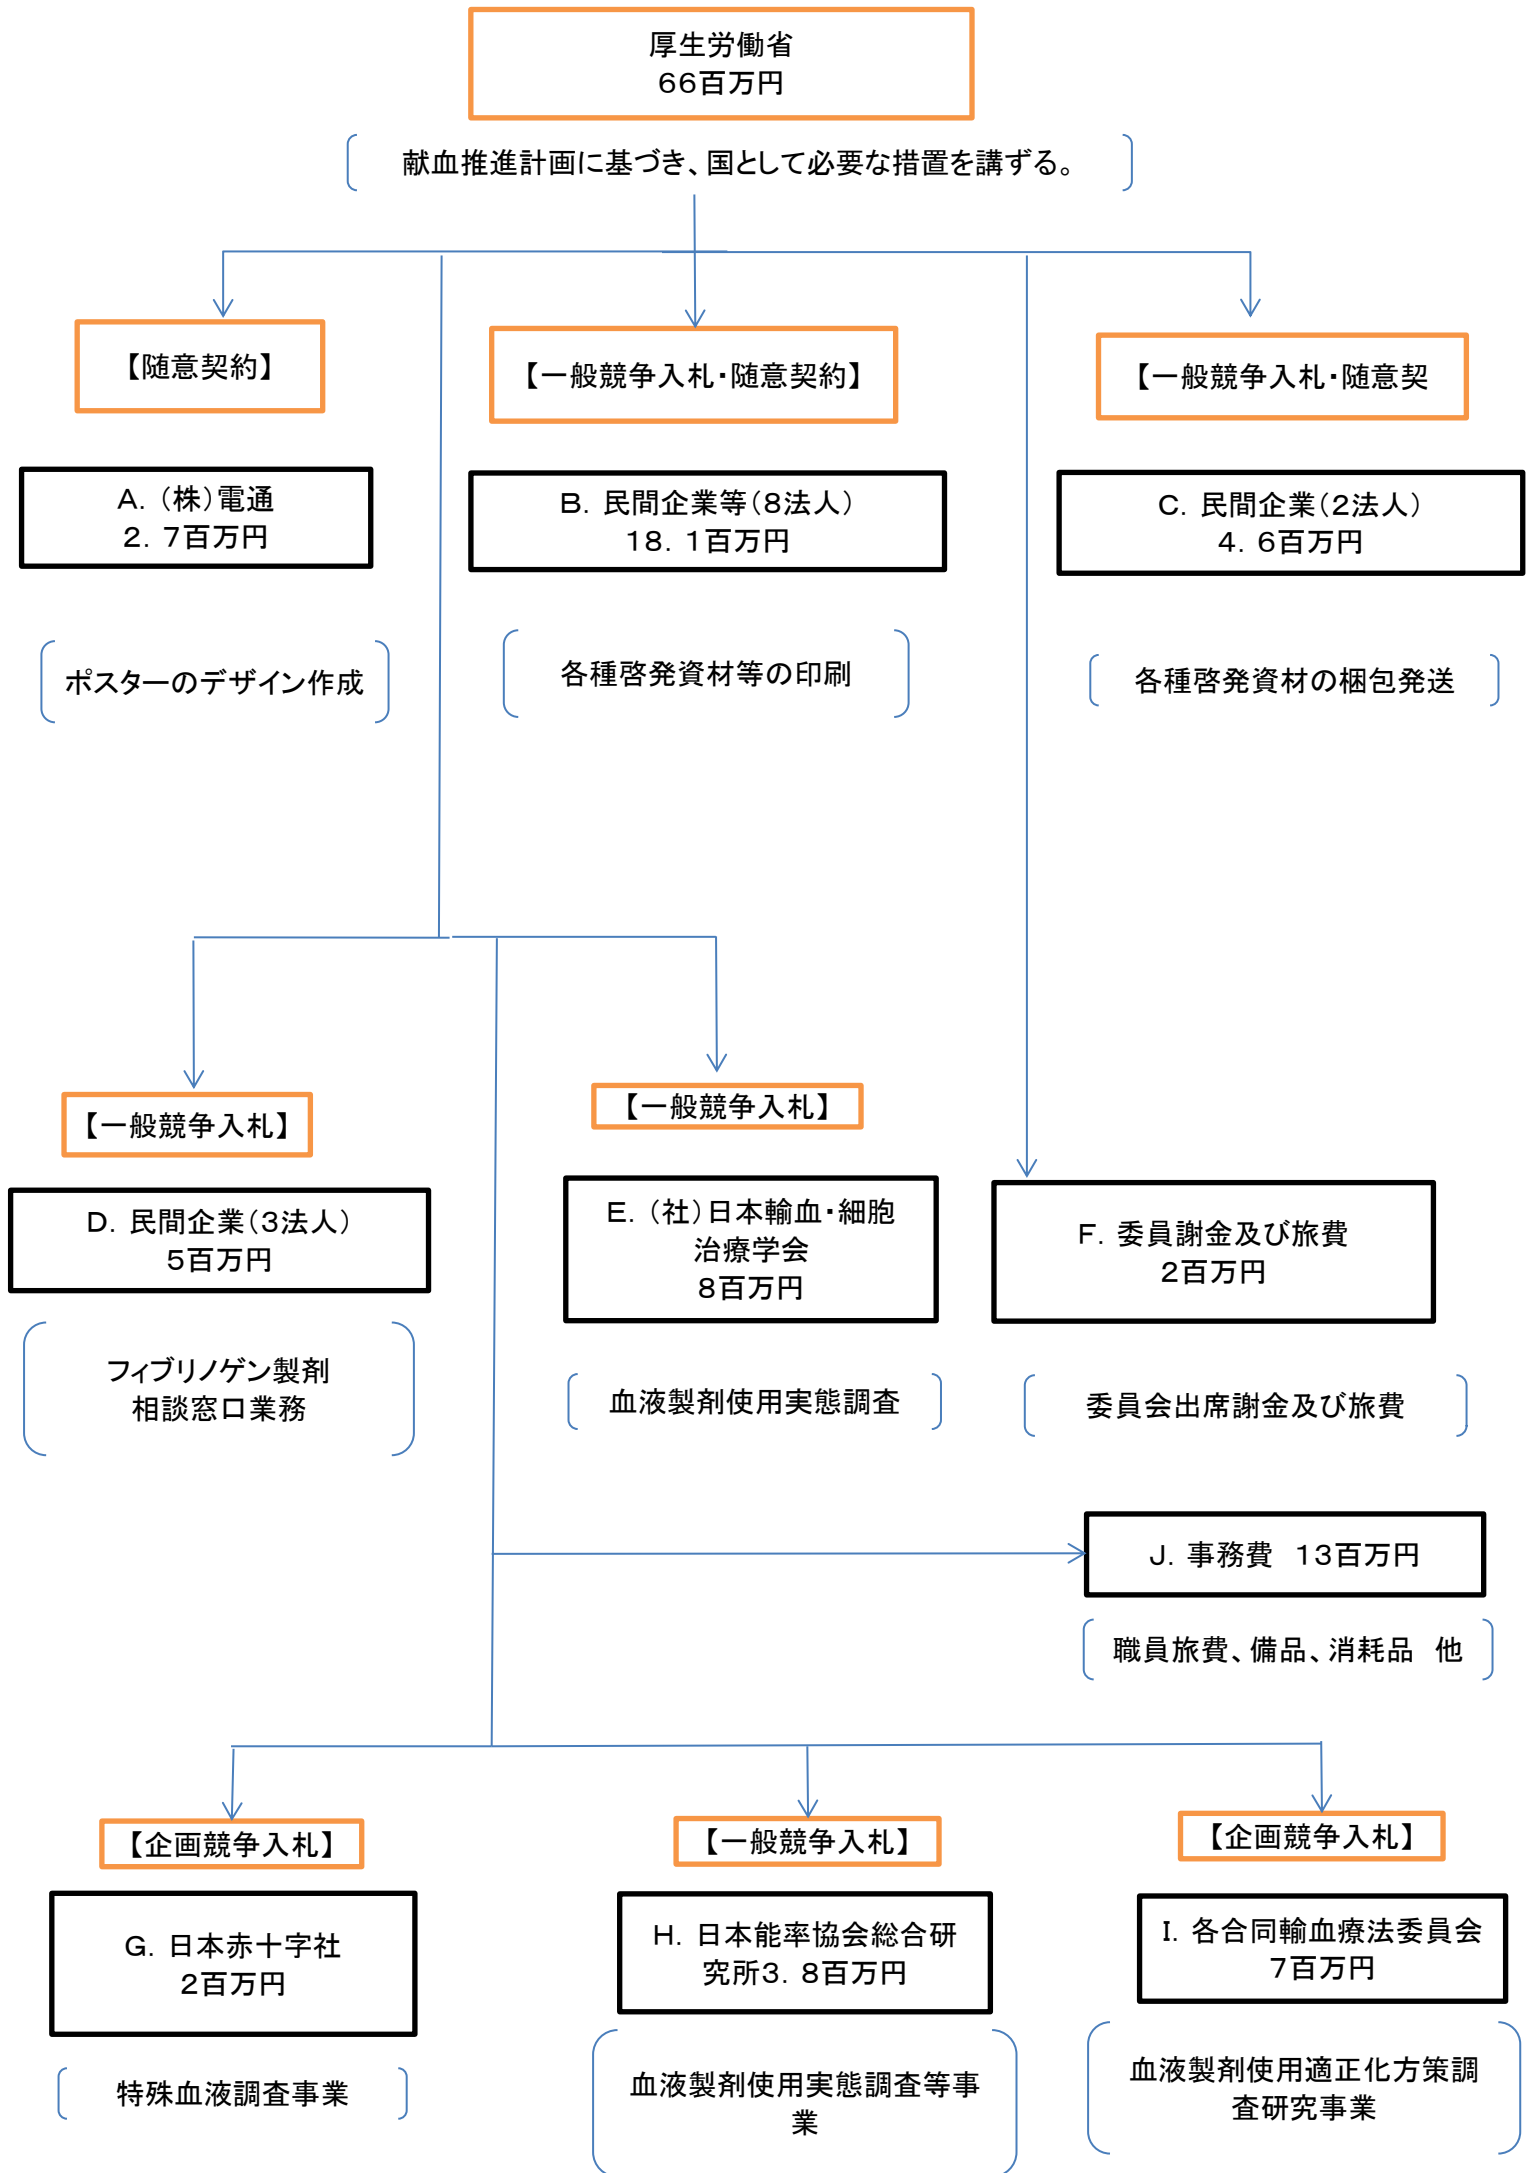 厚生労働省
66百万円
献血推進計画に基づき、国として必要な措置を講ずる。
【随意契約】
【一般競争入札・随意契約】
【一般競争入札・随意契
A．（株）電通
2．7百万円
B．民間企業等（8法人）
18．1百万円
C．民間企業（2法人）
4．6百万円
ポスターのデザイン作成
各種啓発資材等の印刷
各種啓発資材の梱包発送
【一般競争入札】
【一般競争入札】
D．民間企業（3法人）
5百万円
E．（社）日本輸血・細胞
治療学会
8百万円
F．委員謝金及び旅費
2百万円
フィブリノゲン製剤
相談窓口業務
血液製剤使用実態調査
委員会出席謝金及び旅費
J．事務費　13百万円
職員旅費、備品、消耗品　他
【企画競争入札】
【一般競争入札】
【企画競争入札】
G．日本赤十字社
2百万円
H．日本能率協会総合研
究所3．8百万円
I．各合同輸血療法委員会
7百万円
特殊血液調査事業
血液製剤使用実態調査等事
業
血液製剤使用適正化方策調
査研究事業